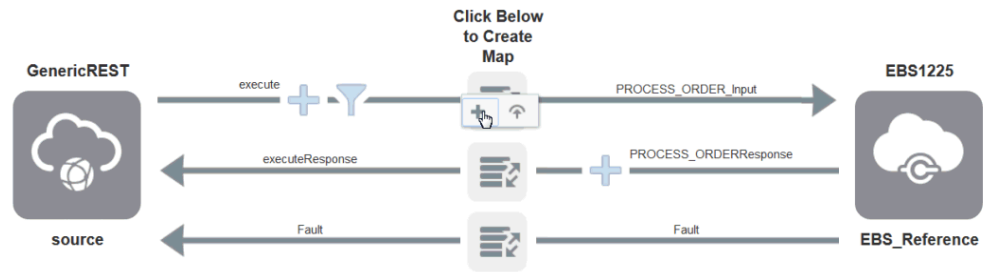 Click Below
to Create
Map
GenericREST
EBS1225
execute
PROCESS_ORDER_Input
executeResponse
PROCESS_ORDERResponse
Fault
Fault
source
EBS_Reference